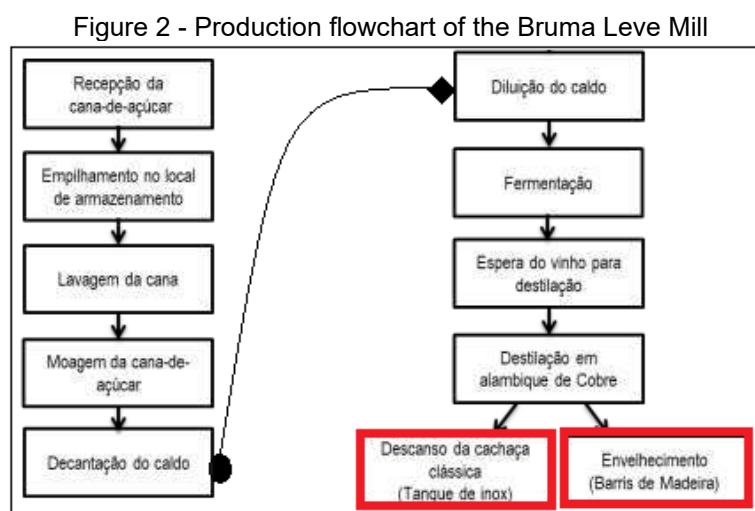 Figure 2 - Production flowchart of the Bruma Leve Mill
Recepção da
cana-de-açúcar
Empilhamento no local
de armazenamento
Lavagem da cana
Moagem da cana-de-
açúcar
Decantação do caldo
Diluição do caldo
Fermentação
Espera do vinho para
destilação
Destilação em
alambique de Cobre
Descanso da cachaça
clássica
(Tanque de inox)
Envelhecimento
(Barris de Madeira)